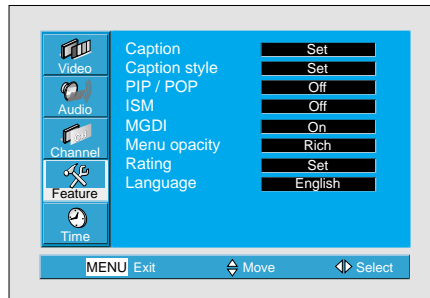 Video
Audio
Channel
Feature
Time
Caption Set
Caption style Set
PIP / POP Off
ISM Off
MGDI On
Menu opacity Rich
Rating Set
Language English
MENU Exit Move Select